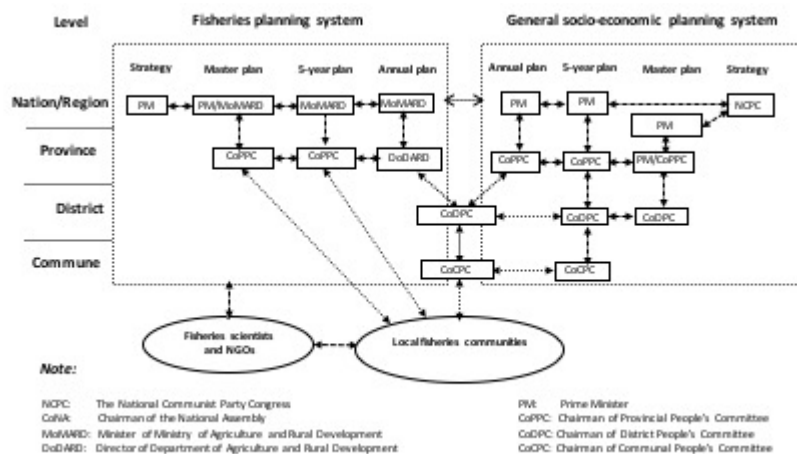 Level Fisheries planning system General socio-economic planning system
Strategy Master plan 5-year plan Annual plan Annual plan 5-year plan Master plan Strategy
Nation/Region PM PM/MoMARD MoMARD MoMARD PM PM NCPC
PM
Province CoPPC CoPPC DoDARD CoPPC CoPPC PM/CoPPC
District CoDPC CoDPC CoDPC
Commune CoCPC CoCPC
Fisheries scientists
and NGOs
Local fisheries communities
Note:
NCPC: The National Communist Party Congress
CoNA: Chairman of the National Assembly
MoMARD: Minister of Ministry of Agriculture and Rural Development
DoDARD: Director of Department of Agriculture and Rural Development
PM: Prime Minister
CoPPC: Chairman of Provincial People's Committee
CoDPC: Chairman of District People's Committee
CoCPC: Chairman of Communal People's Committee